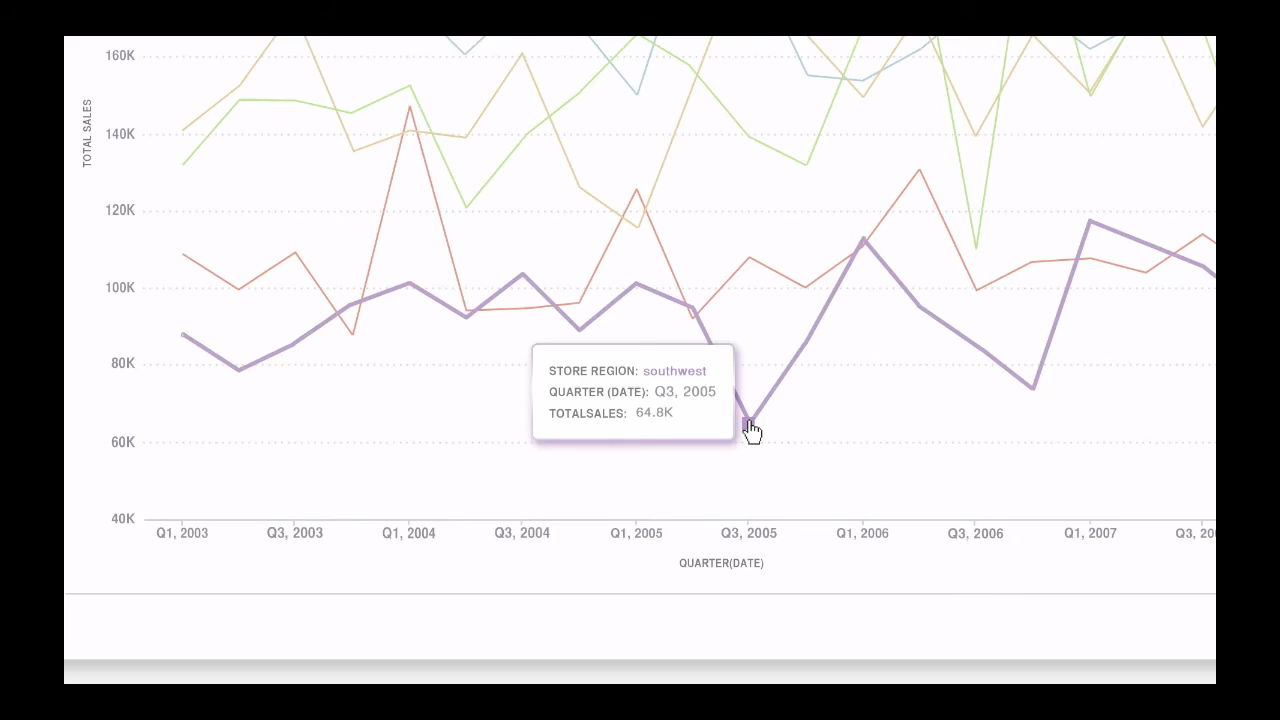 160K
TOTAL SALES
140K
120K
100K
80K
60K
40K
STORE REGION: southwest
QUARTER (DATE): Q3, 2005
TOTALSALES: 64.8K
Q1, 2003 Q3, 2003 Q1, 2004 Q3, 2004 Q1, 2005 Q3, 2005 Q1, 2006 Q3, 2006 Q1, 2007 Q3, 20
QUARTER(DATE)